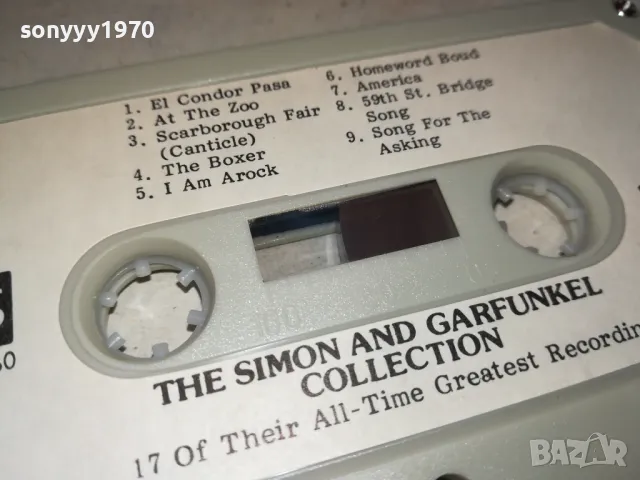 sonyyy1970
1. El Condor Pasa
2. At The Zoo
3. Scarborough Fair
(Canticle)
4. The Boxer
5. I Am Arock
6. Homeword Boud
7. America
8. 59th St. Bridge
Song
9. Song For The
Asking
THE SIMON AND GARFUNKEL
COLLECTION
17 Of Their All-Time Greatest Recordin
BAZAR
bg